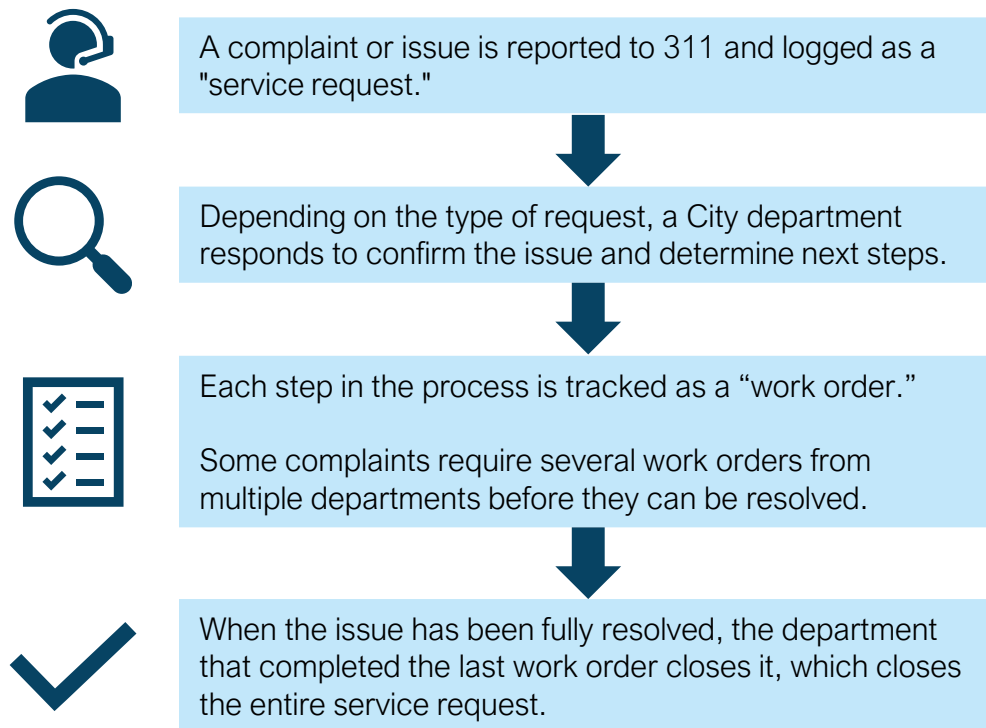 A complaint or issue is reported to 311 and logged as a
"service request."
Depending on the type of request, a City department
responds to confirm the issue and determine next steps.
Each step in the process is tracked as a “work order.”
Some complaints require several work orders from
multiple departments before they can be resolved.
When the issue has been fully resolved, the department
that completed the last work order closes it, which closes
the entire service request.